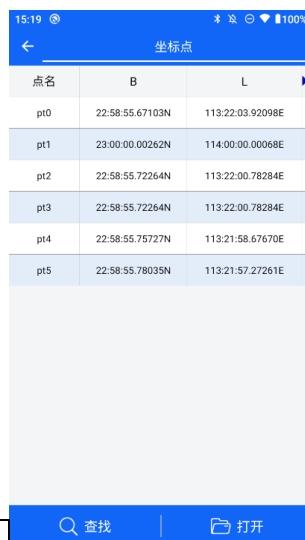 15:19 100%
坐标点
点名 B L
pt0 22:58:55.67103N 113:22:03.92098E
pt1 23:00:00.00262N 114:00:00.00068E
pt2 22:58:55.72264N 113:22:00.78284E
pt3 22:58:55.72264N 113:22:00.78284E
pt4 22:58:55.75727N 113:21:58.67670E
pt5 22:58:55.78035N 113:21:57.27261E
查找 打开